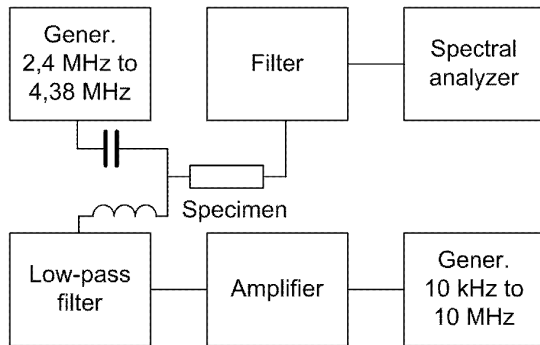 Gener.
2,4 MHz to
4,38 MHz
Filter
Spectral
analyzer
Specimen
Low-pass
filter
Amplifier
Gener.
10 kHz to
10 MHz